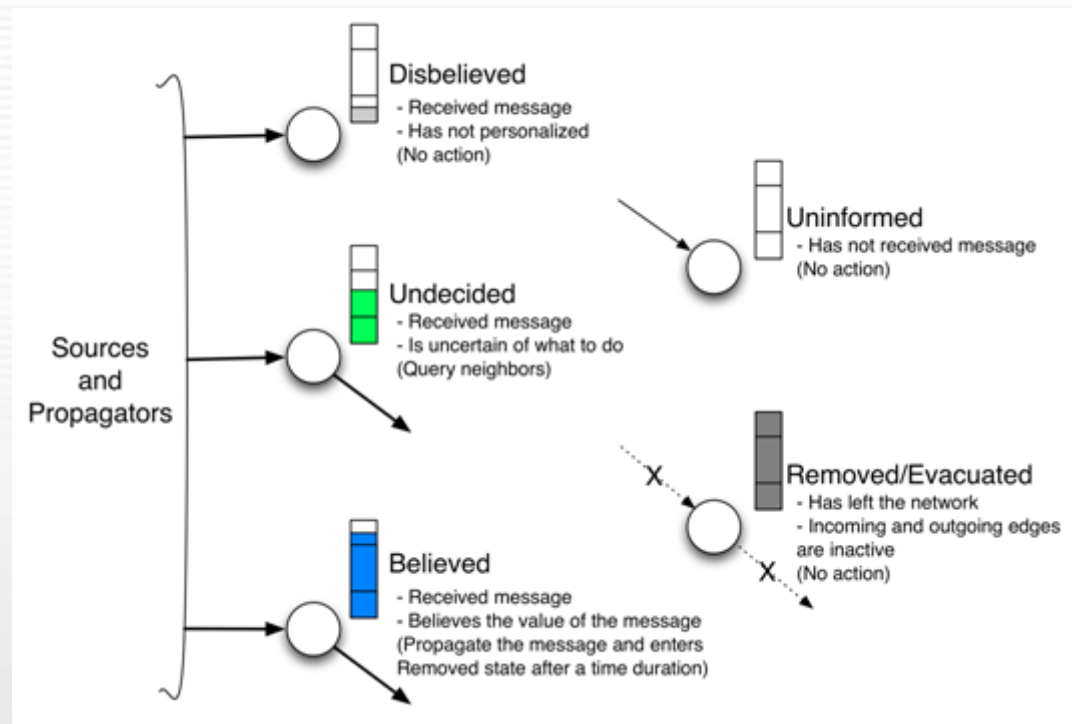 Disbelieved
- Received message
- Has not personalized
(No action)
Uninformed
- Has not received message
(No action)
Undecided
- Received message
- Is uncertain of what to do
(Query neighbors)
Sources
and
Propagators
Removed/Evacuated
- Has left the network
- Incoming and outgoing edges
are inactive
(No action)
X
X
Believed
- Received message
- Believes the value of the message
(Propagate the message and enters
Removed state after a time duration)